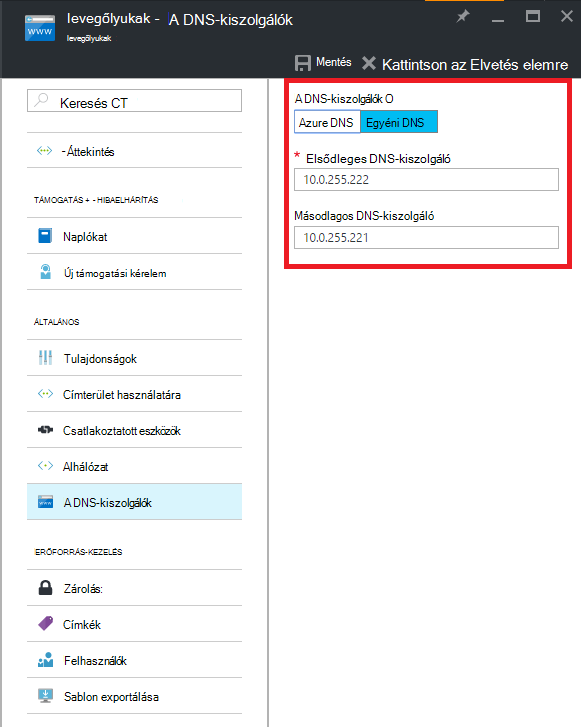 levegőlyukak - A DNS-kiszolgálók
levegőlyukak
Mentés Kattintson az Elvetés elemre
Keresés CT
- Áttekintés
TÁMOGATÁS + - HIBAELHÁRÍTÁS
Naplókat
Új támogatási kérelem
ÁLTALÁNOS
Tulajdonságok
Címterület használatára
Csatlakoztatott eszközök
Alhálózat
A DNS-kiszolgálók
ERŐFORRÁS-KEZELÉS
Zárolás:
Címkék
Felhasználók
Sablon exportálása
A DNS-kiszolgálók O
Azure DNS Egyéni DNS
* Elsődleges DNS-kiszolgáló
10.0.255.222
Másodlagos DNS-kiszolgáló
10.0.255.221